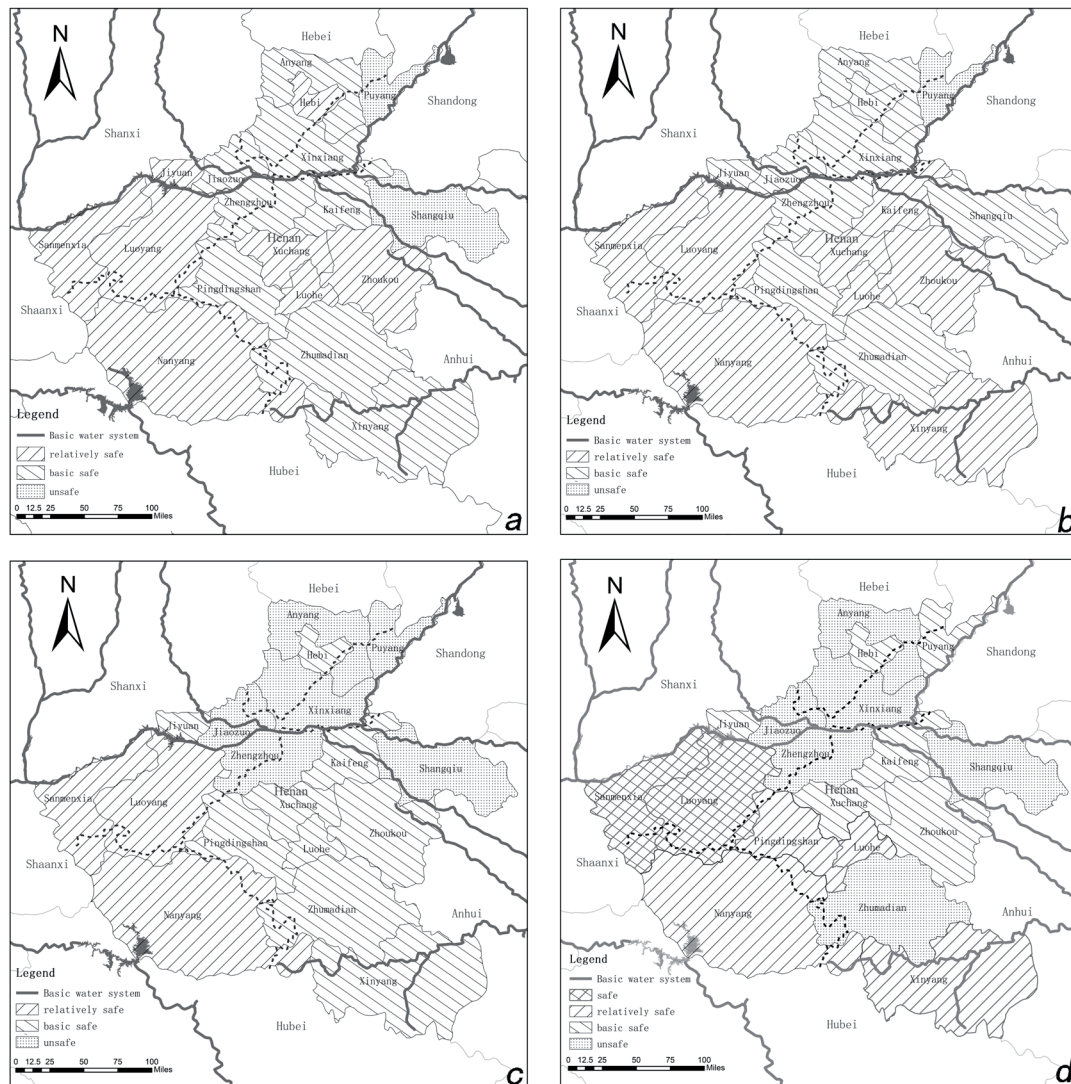 N
Hebei
Anyang
Hebi
Puyang
Shandong
Shanxi
Xinxiang
Jiyuan
Jiaozuo
Zhengzhou
Kaifeng
Shangqiu
Sanmenxia
Luoyang
Henan
Xuchang
Zhoukou
Pingdingshan
Luohe
Shaanxi
Nanyang
Zhumadian
Anhui
Xinyang
Hubei
Legend
Basic water system
relatively safe
basic safe
unsafe
0 12.5 25 50 75 100
Miles
a
N
Hebei
Anyang
Hebi
Puyang
Shandong
Shanxi
Xinxiang
Jiyuan
Jiaozuo
Zhengzhou
Kaifeng
Shangqiu
Sanmenxia
Luoyang
Henan
Xuchang
Zhoukou
Pingdingshan
Luohe
Shaanxi
Nanyang
Zhumadian
Anhui
Xinyang
Hubei
Legend
Basic water system
relatively safe
basic safe
unsafe
0 12.5 25 50 75 100
Miles
b
N
Hebei
Anyang
Hebi
Puyang
Shandong
Shanxi
Xinxiang
Jiyuan
Jiaozuo
Zhengzhou
Kaifeng
Shangqiu
Sanmenxia
Luoyang
Henan
Xuchang
Zhoukou
Pingdingshan
Luohe
Shaanxi
Nanyang
Zhumadian
Anhui
Xinyang
Hubei
Legend
Basic water system
relatively safe
basic safe
unsafe
0 12.5 25 50 75 100
Miles
c
N
Hebei
Anyang
Hebi
Puyang
Shandong
Shanxi
Xinxiang
Jiyuan
Jiaozuo
Zhengzhou
Kaifeng
Shangqiu
Sanmenxia
Luoyang
Henan
Xuchang
Zhoukou
Pingdingshan
Luohe
Shaanxi
Nanyang
Zhumadian
Anhui
Xinyang
Hubei
Legend
Basic water system
safe
relatively safe
basic safe
unsafe
0 12.5 25 50 75 100
Miles
d